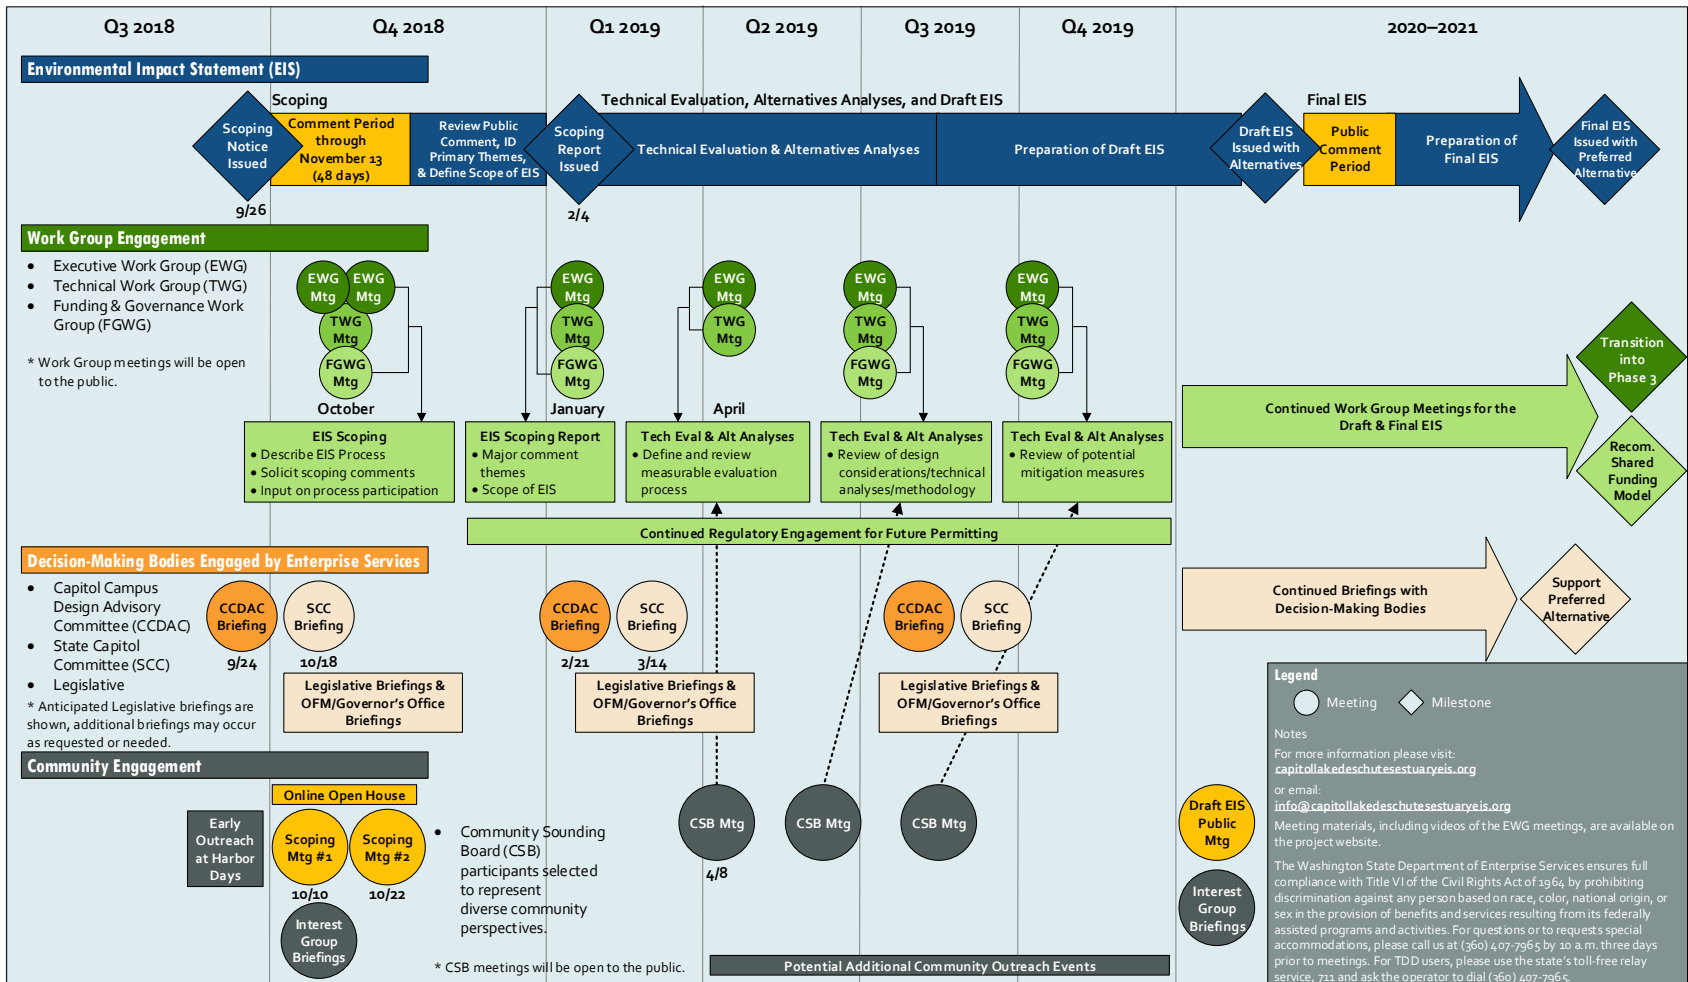 Q3 2018
Q4 2018
Q1 2019
Q2 2019
Q3 2019
Q4 2019
2020–2021
Environmental Impact Statement (EIS)
Scoping
Technical Evaluation, Alternatives Analyses, and Draft EIS
Final EIS
Scoping
Notice
Issued
9/26
Comment Period
through
November 13
(48 days)
Review Public
Comment, ID
Primary Themes,
& Define Scope of EIS
Scoping
Report
Issued
2/4
Technical Evaluation & Alternatives Analyses
Preparation of Draft EIS
Draft EIS
Issued with
Alternatives
Public
Comment
Period
Preparation of
Final EIS
Final EIS
Issued with
Preferred
Alternative
Work Group Engagement
• Executive Work Group (EWG)
• Technical Work Group (TWG)
• Funding & Governance Work
Group (FGWG)
* Work Group meetings will be open
to the public.
EWG
Mtg
EWG
Mtg
TWG
Mtg
FGWG
Mtg
October
EWG
Mtg
TWG
Mtg
FGWG
Mtg
January
EWG
Mtg
TWG
Mtg
April
EWG
Mtg
TWG
Mtg
FGWG
Mtg
EWG
Mtg
TWG
Mtg
FGWG
Mtg
EIS Scoping
• Describe EIS Process
• Solicit scoping comments
• Input on process participation
EIS Scoping Report
• Major comment
themes
• Scope of EIS
Tech Eval & Alt Analyses
• Define and review
measurable evaluation
process
Tech Eval & Alt Analyses
• Review of design
considerations/technical
analyses/methodology
Tech Eval & Alt Analyses
• Review of potential
mitigation measures
Continued Work Group Meetings for the
Draft & Final EIS
Transition
into
Phase 3
Recom.
Shared
Funding
Model
Continued Regulatory Engagement for Future Permitting
Decision-Making Bodies Engaged by Enterprise Services
• Capitol Campus
Design Advisory
Committee (CCDAC)
• State Capitol
Committee (SCC)
• Legislative
* Anticipated Legislative briefings are
shown, additional briefings may occur
as requested or needed.
CCDAC
Briefing
9/24
SCC
Briefing
10/18
Legislative Briefings &
OFM/Governor's Office
Briefings
CCDAC
Briefing
2/21
SCC
Briefing
3/14
Legislative Briefings &
OFM/Governor's Office
Briefings
CCDAC
Briefing
SCC
Briefing
Legislative Briefings &
OFM/Governor's Office
Briefings
Continued Briefings with
Decision-Making Bodies
Support
Preferred
Alternative
Community Engagement
Early
Outreach
at Harbor
Days
Online Open House
Scoping
Mtg #1
10/10
Scoping
Mtg #2
10/22
Interest
Group
Briefings
• Community Sounding
Board (CSB)
participants selected
to represent
diverse community
perspectives.
* CSB meetings will be open to the public.
CSB Mtg
4/8
CSB Mtg
CSB Mtg
Potential Additional Community Outreach Events
Draft EIS
Public
Mtg
Interest
Group
Briefings
Legend
Meeting
Milestone
Notes
For more information please visit:
capitollakedeschutesestuaryeis.org
or email:
info@capitollakedeschutesestuaryeis.org
Meeting materials, including videos of the EWG meetings, are available on
the project website.
The Washington State Department of Enterprise Services ensures full
compliance with Title VI of the Civil Rights Act of 1964 by prohibiting
discrimination against any person based on race, color, national origin, or
sex in the provision of benefits and services resulting from its federally
assisted programs and activities. For questions or to requests special
accommodations, please call us at (360) 407-7965 by 10 a.m. three days
prior to meetings. For TDD users, please use the state's toll-free relay
service, 711 and ask the operator to dial (360) 407-7965.